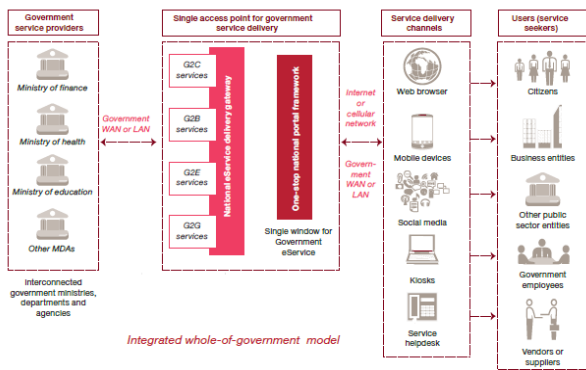 Government
service providers
Ministry of finance
Ministry of health
Ministry of education
Other MDAs
Interconnected
government ministries,
departments and
agencies
Government
WAN or LAN
Single access point for government
service delivery
G2C
services
G2B
services
G2E
services
G2G
services
National eService delivery gateway
One-stop national portal framework
Single window for
Government
eService
Integrated whole-of-government model
Internet
or
cellular
network
Govern-
ment
WAN or
LAN
Service delivery
channels
Web browser
Mobile devices
Social media
Kiosks
Service
helpdesk
Users (service
seekers)
Citizens
Business entities
Other public
sector entities
Government
employees
Vendors or
suppliers